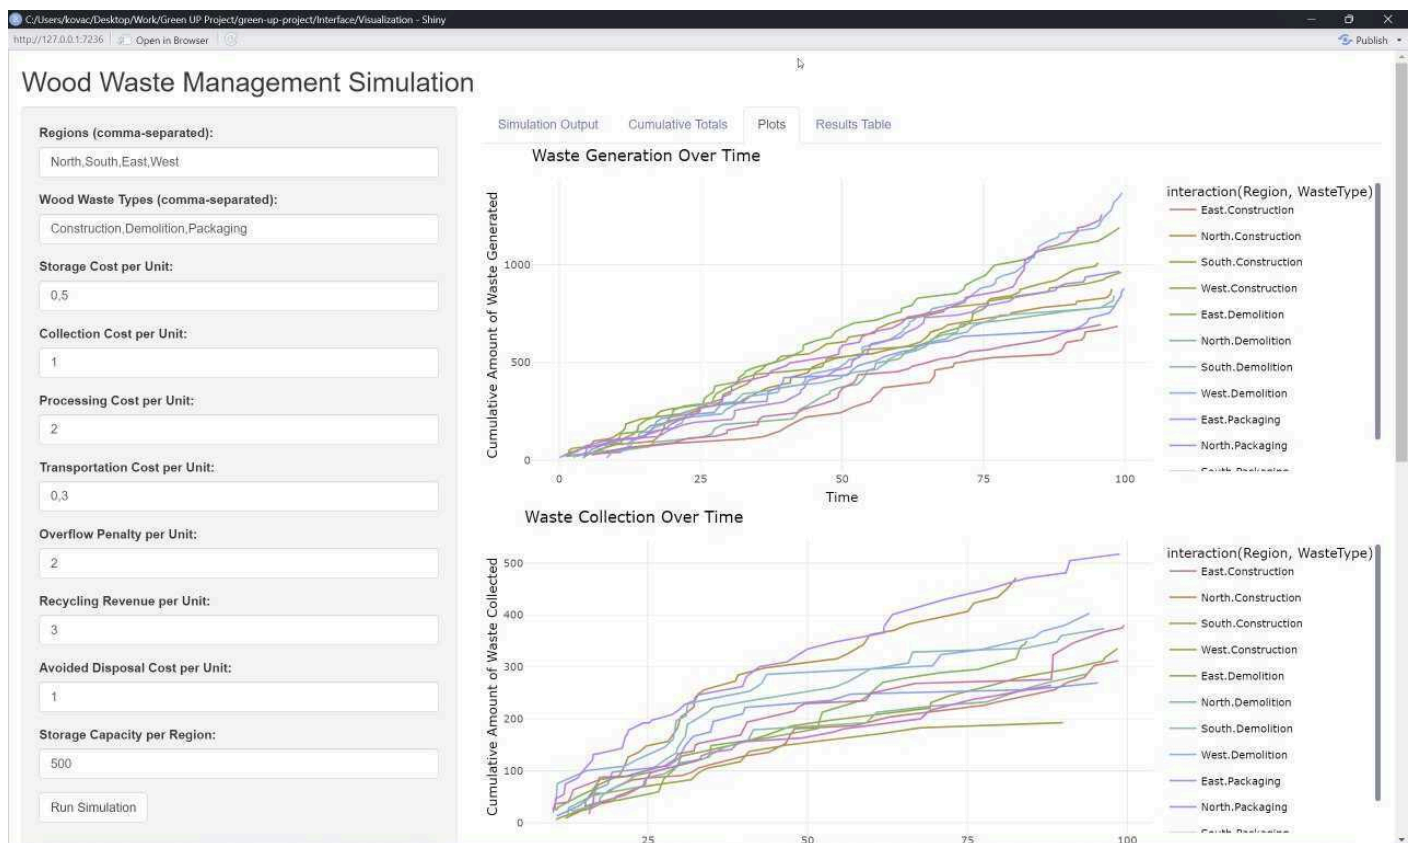 C:/Users/kovac/Desktop/Work/Green UP Project/green-up-project/Interface/Visualization - Shiny
http://127.0.0.1:7236 Open in Browser Publish
Wood Waste Management Simulation
Regions (comma-separated):
North,South,East,West
Wood Waste Types (comma-separated):
Construction,Demolition,Packaging
Storage Cost per Unit:
0,5
Collection Cost per Unit:
1
Processing Cost per Unit:
2
Transportation Cost per Unit:
0,3
Overflow Penalty per Unit:
2
Recycling Revenue per Unit:
3
Avoided Disposal Cost per Unit:
1
Storage Capacity per Region:
500
Run Simulation
Simulation Output Cumulative Totals Plots Results Table
Waste Generation Over Time
Cumulative Amount of Waste Generated
1000
500
0
0 25 50 75 100
Time
interaction(Region, WasteType)
East.Construction
North.Construction
South.Construction
West.Construction
East.Demolition
North.Demolition
South.Demolition
West.Demolition
East.Packaging
North.Packaging
South.Packaging
Waste Collection Over Time
Cumulative Amount of Waste Collected
500
400
300
200
100
0
25 50 75 100
interaction(Region, WasteType)
East.Construction
North.Construction
South.Construction
West.Construction
East.Demolition
North.Demolition
South.Demolition
West.Demolition
East.Packaging
North.Packaging
South.Packaging